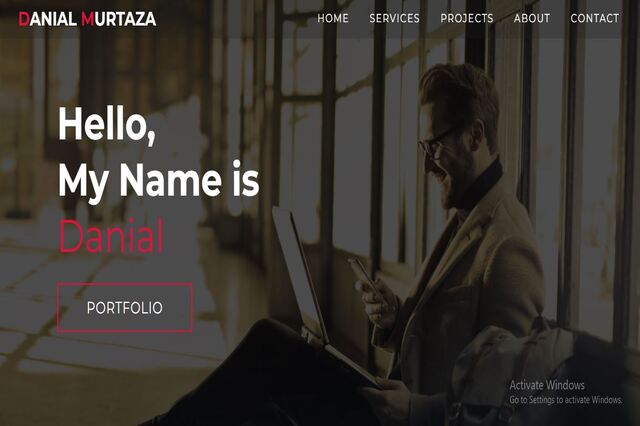 DANIAL MURTAZA
HOME SERVICES PROJECTS ABOUT CONTACT
Hello,
My Name is
Danial
PORTFOLIO
Activate Windows
Go to Settings to activate Windows.